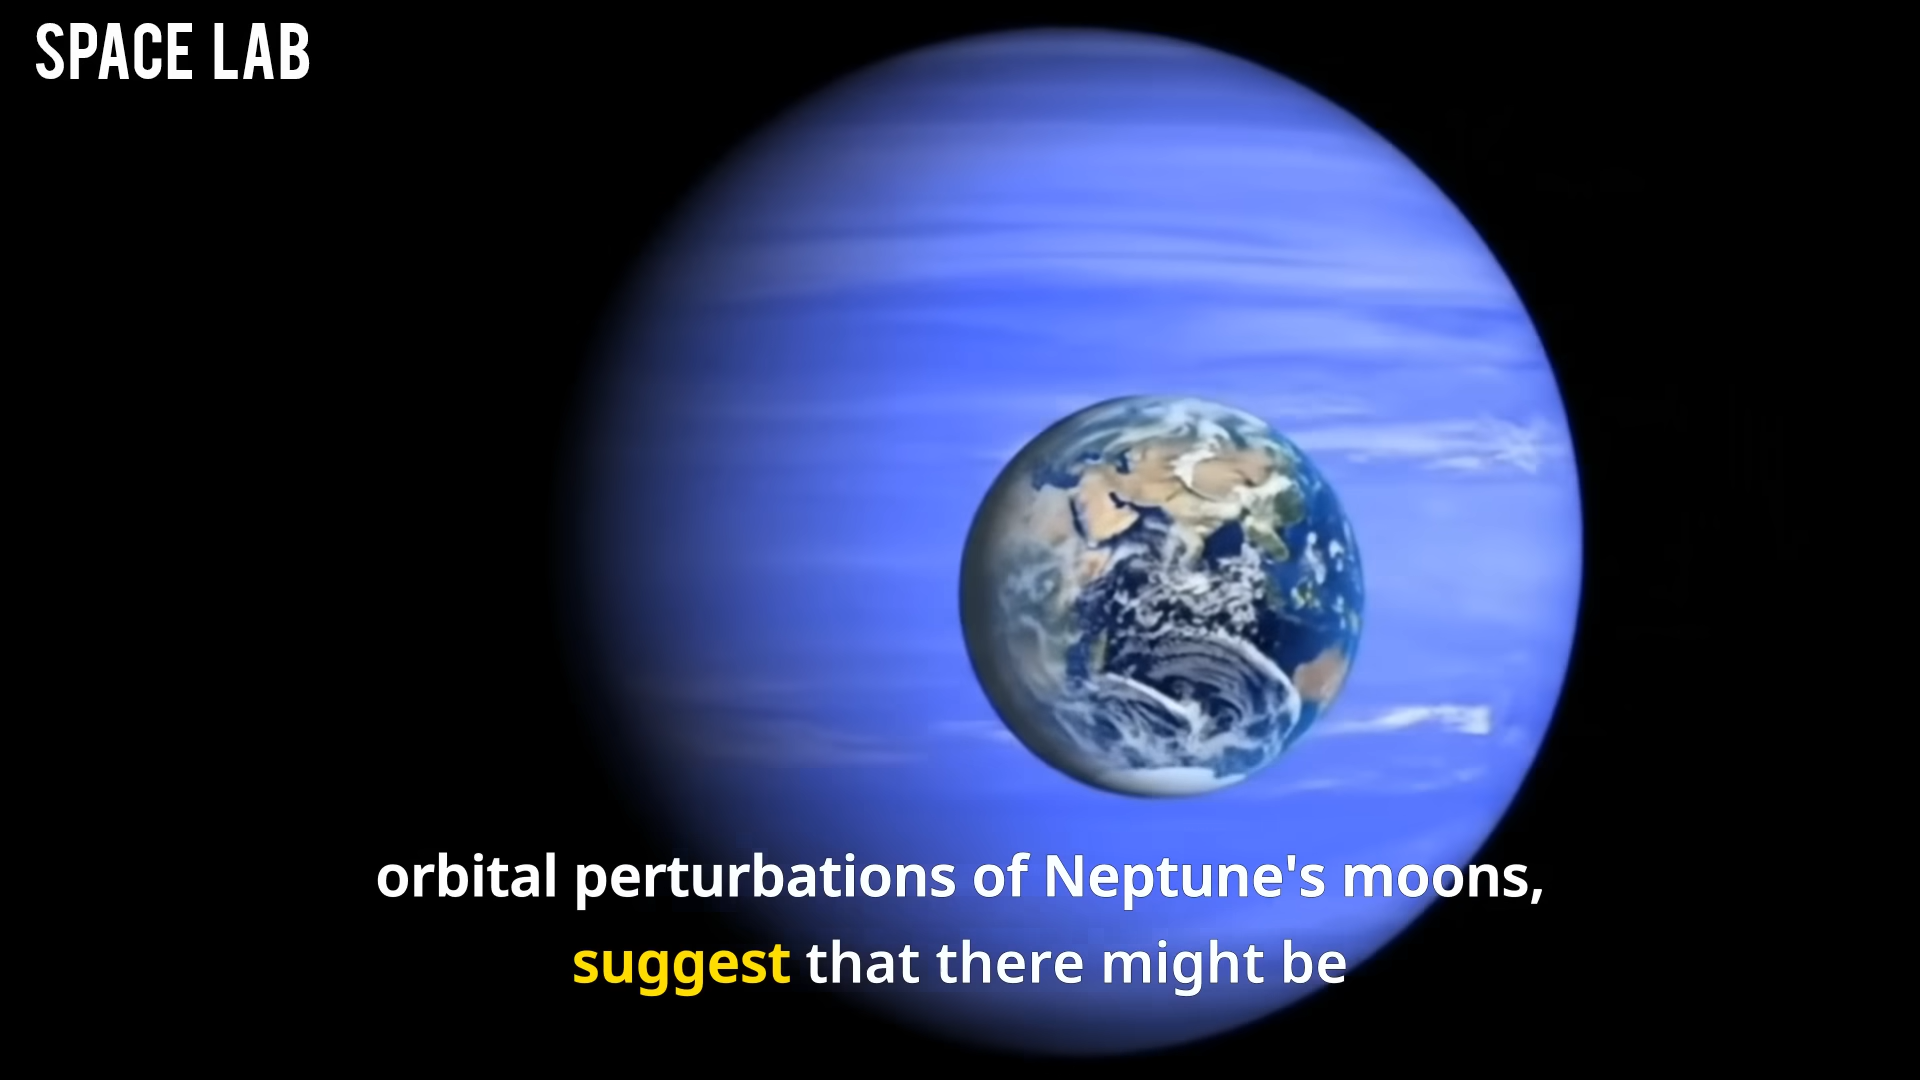 SPACE LAB
orbital perturbations of Neptune's moons,
suggest that there might be